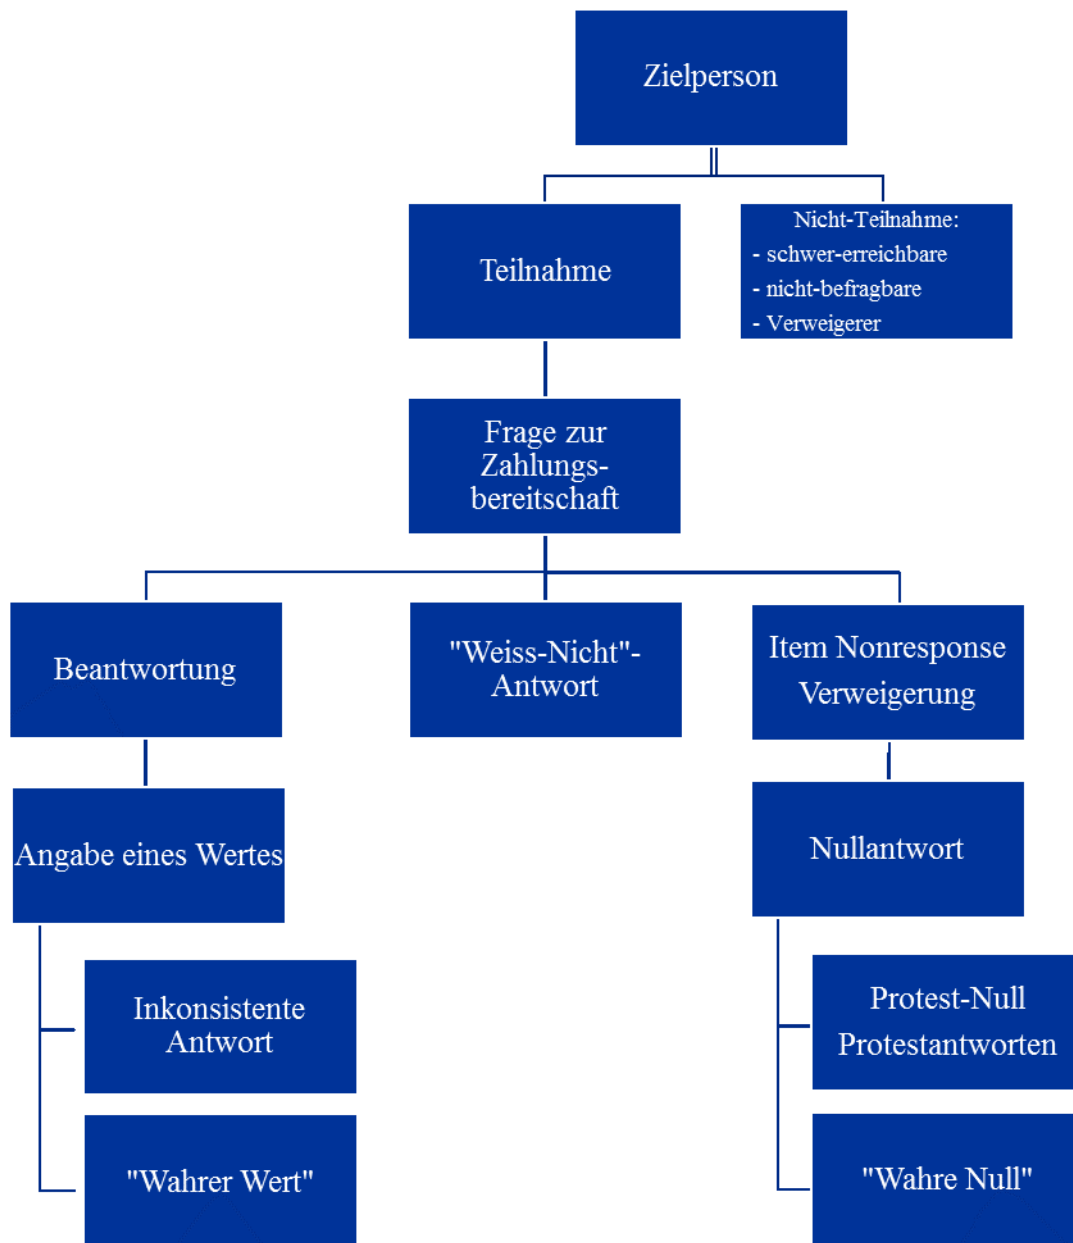 Zielperson
Teilnahme
Nicht-Teilnahme:
- schwer-erreichbare
- nicht-befragbare
- Verweigerer
Frage zur
Zahlungs-
bereitschaft
Beantwortung
"Weiss-Nicht"-
Antwort
Item Nonresponse
Verweigerung
Angabe eines Wertes
Nullantwort
Inkonsistente
Antwort
Protest-Null
Protestantworten
"Wahrer Wert"
"Wahre Null"